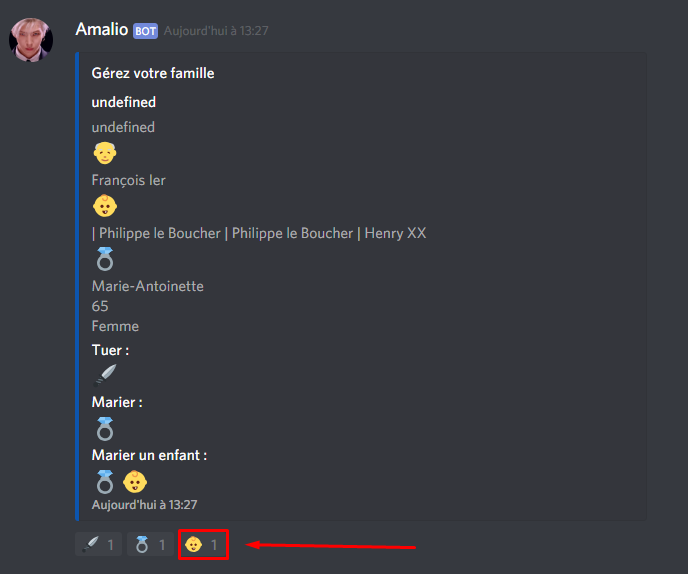 Amalio BOT Aujourd'hui à 13:27
Gérez votre famille
undefined
undefined
François Ier
| Philippe le Boucher | Philippe le Boucher | Henry XX
Marie-Antoinette
65
Femme
Tuer :
Marier :
Marier un enfant :
Aujourd'hui à 13:27
1 1 1